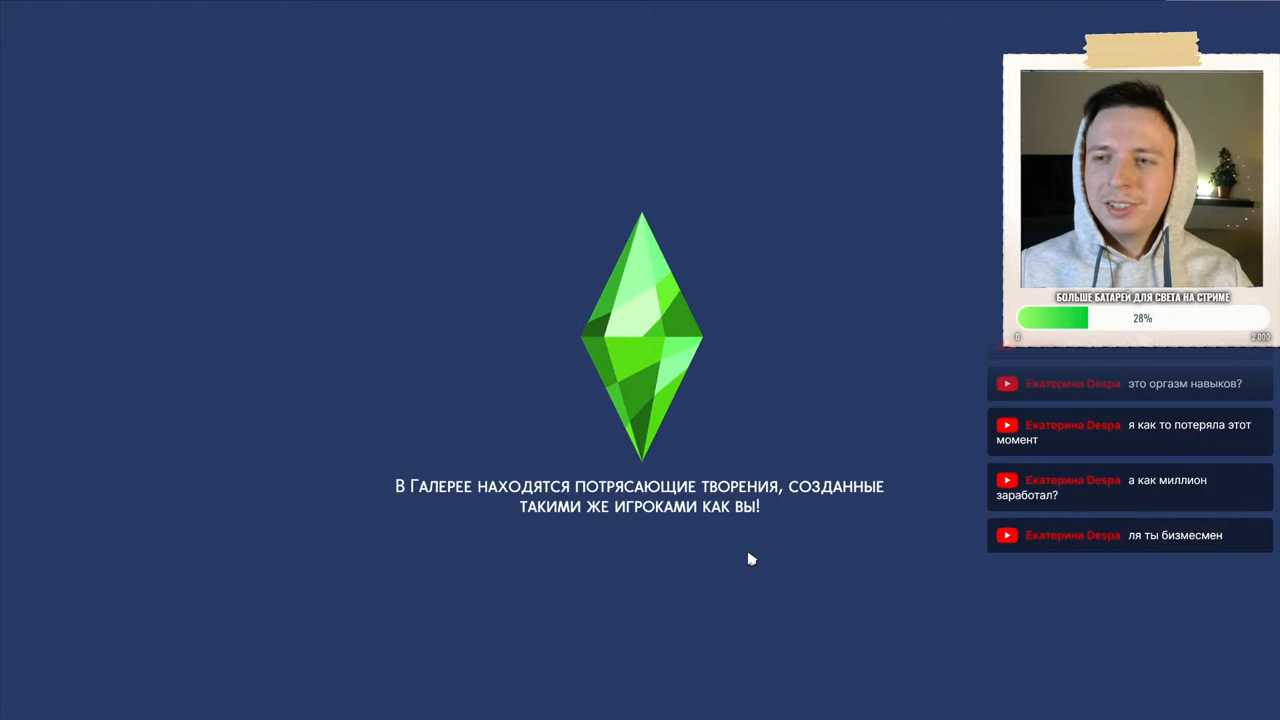 В ГАЛЕРЕЕ НАХОДЯТСЯ ПОТРЯСАЮЩИЕ ТВОРЕНИЯ, СОЗДАННЫЕ
ТАКИМИ ЖЕ ИГРОКАМИ КАК ВЫ!
БОЛЬШЕ БАТАРЕЙ ДЛЯ СВЕТА НА СТРИМЕ
28%
0
2.000
Екатерина Despa это оргазм навыков?
Екатерина Despa я как то потеряла этот
момент
Екатерина Despa а как миллион
заработал?
Екатерина Despa ля ты бизмесмен